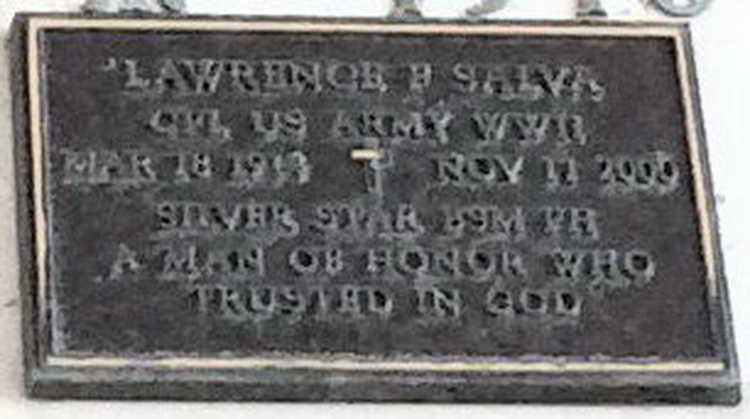 LAWRENCE F SALVA
CPL US ARMY WWII
MAR 18 NOV 11 2000
SILVER STAR BSM PH
A MAN OF HONOR WHO
TRUSTED IN GOD